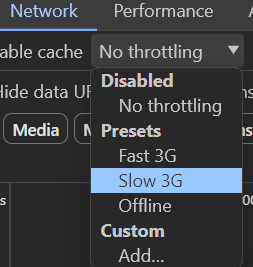 Network Performance
able cache No throttling
Disabled
Hide data UR
No throttling
Media
Presets
Fast 3G
Slow 3G
Offline
Custom
Add...